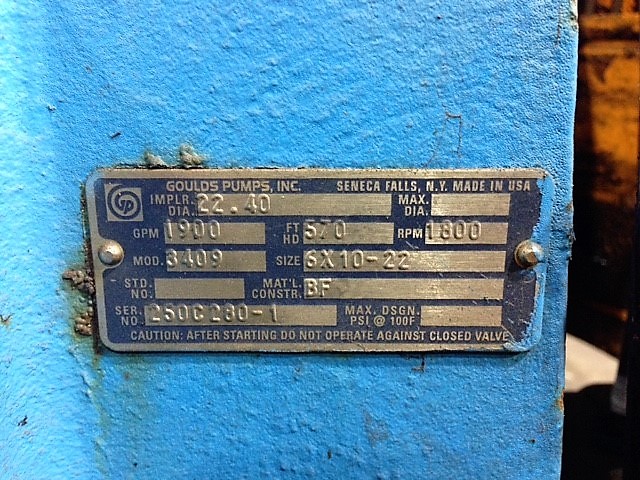 GOULDS PUMPS, INC. SENECA FALLS, N.Y. MADE IN USA
IMPLR. DIA. 22.40 MAX. DIA.
GPM 1900 FT HD 570 RPM 1800
MOD. 3409 SIZE 6X10-22
STD. NO. MAT'L. CONSTR. BF
SER. NO. 250C280-1 MAX. DSGN. PSI @ 100F
CAUTION: AFTER STARTING DO NOT OPERATE AGAINST CLOSED VALVE